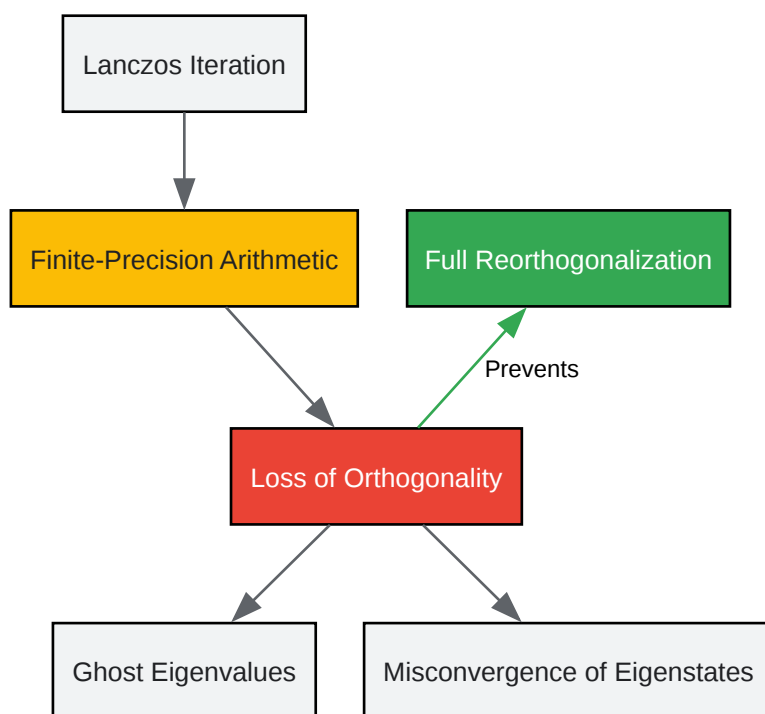 Lanczos Iteration
Finite-Precision Arithmetic
Full Reorthogonalization
Prevents
Loss of Orthogonality
Ghost Eigenvalues
Misconvergence of Eigenstates